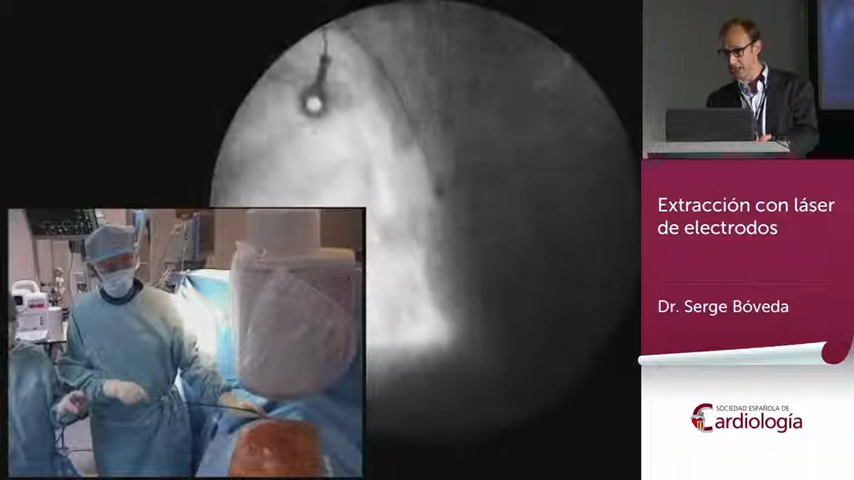 Extracción con láser
de electrodos
Dr. Serge Bóveda
SOCIEDAD ESPAÑOLA DE
Cardiología